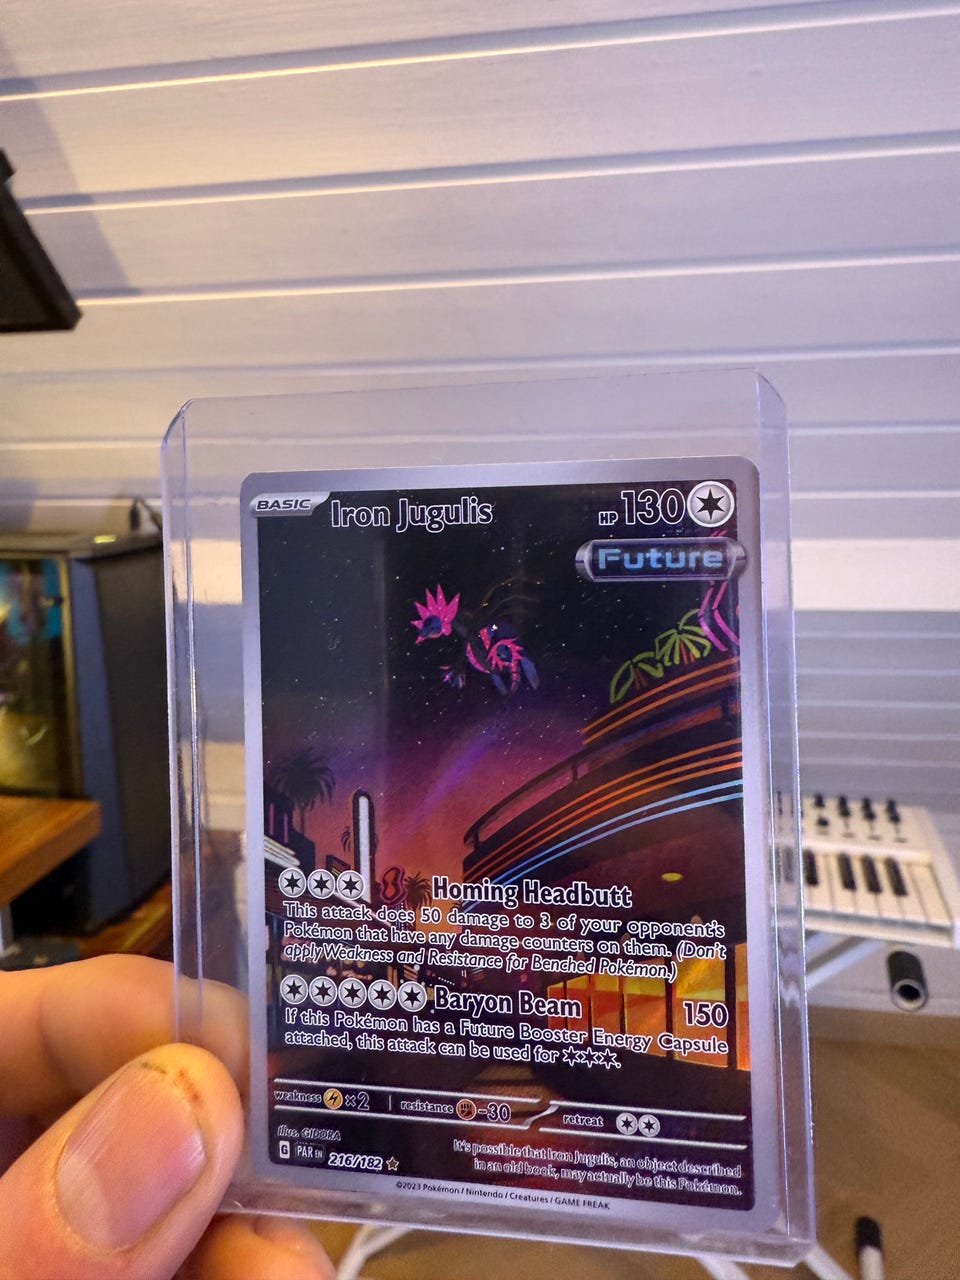 BASIC Iron Jugulis HP 130
Future
Homing Headbutt
This attack does 50 damage to 3 of your opponent's
Pokémon that have any damage counters on them. (Don't
apply Weakness and Resistance for Benched Pokémon.)
Baryon Beam 150
If this Pokémon has a Future Booster Energy Capsule
attached, this attack can be used for ✶✶✶.
weakness ×2 resistance -30 retreat
Illus. GIDORA
G PAR EN 216/182
It's possible that Iron Jugulis, an object described
in an old book, may actually be this Pokémon.
©2023 Pokémon / Nintendo / Creatures / GAME FREAK